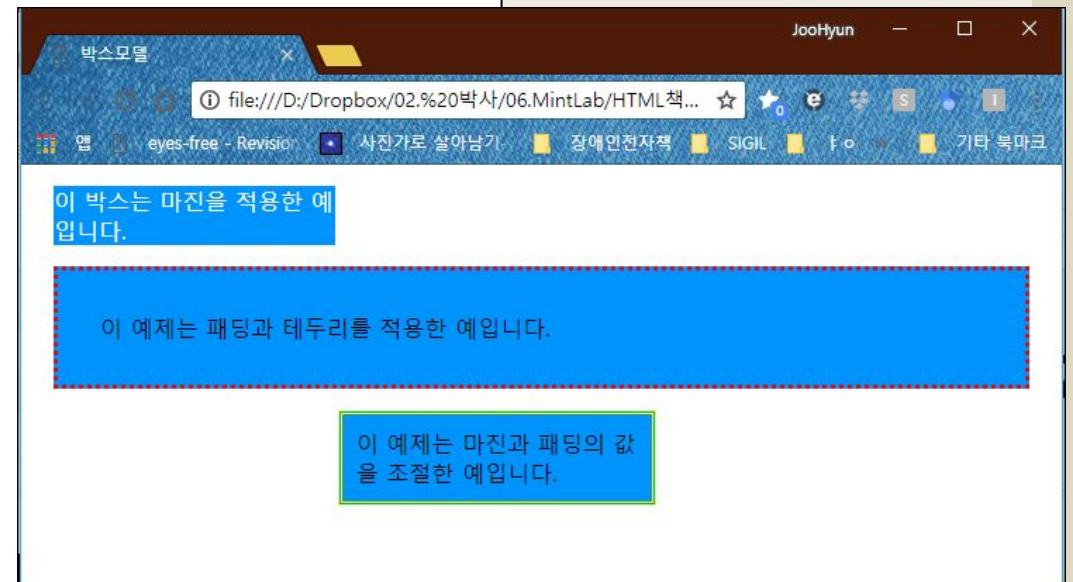 JooHyun
박스모델
file:///D:/Dropbox/02.%20박사/06.MintLab/HTML책...
앱 eyes-free - Revision 사진가로 살아남기 장애인전자책 SIGIL ㅑㅇ 기타 북마크
이 박스는 마진을 적용한 예
입니다.
이 예제는 패딩과 테두리를 적용한 예입니다.
이 예제는 마진과 패딩의 값
을 조절한 예입니다.